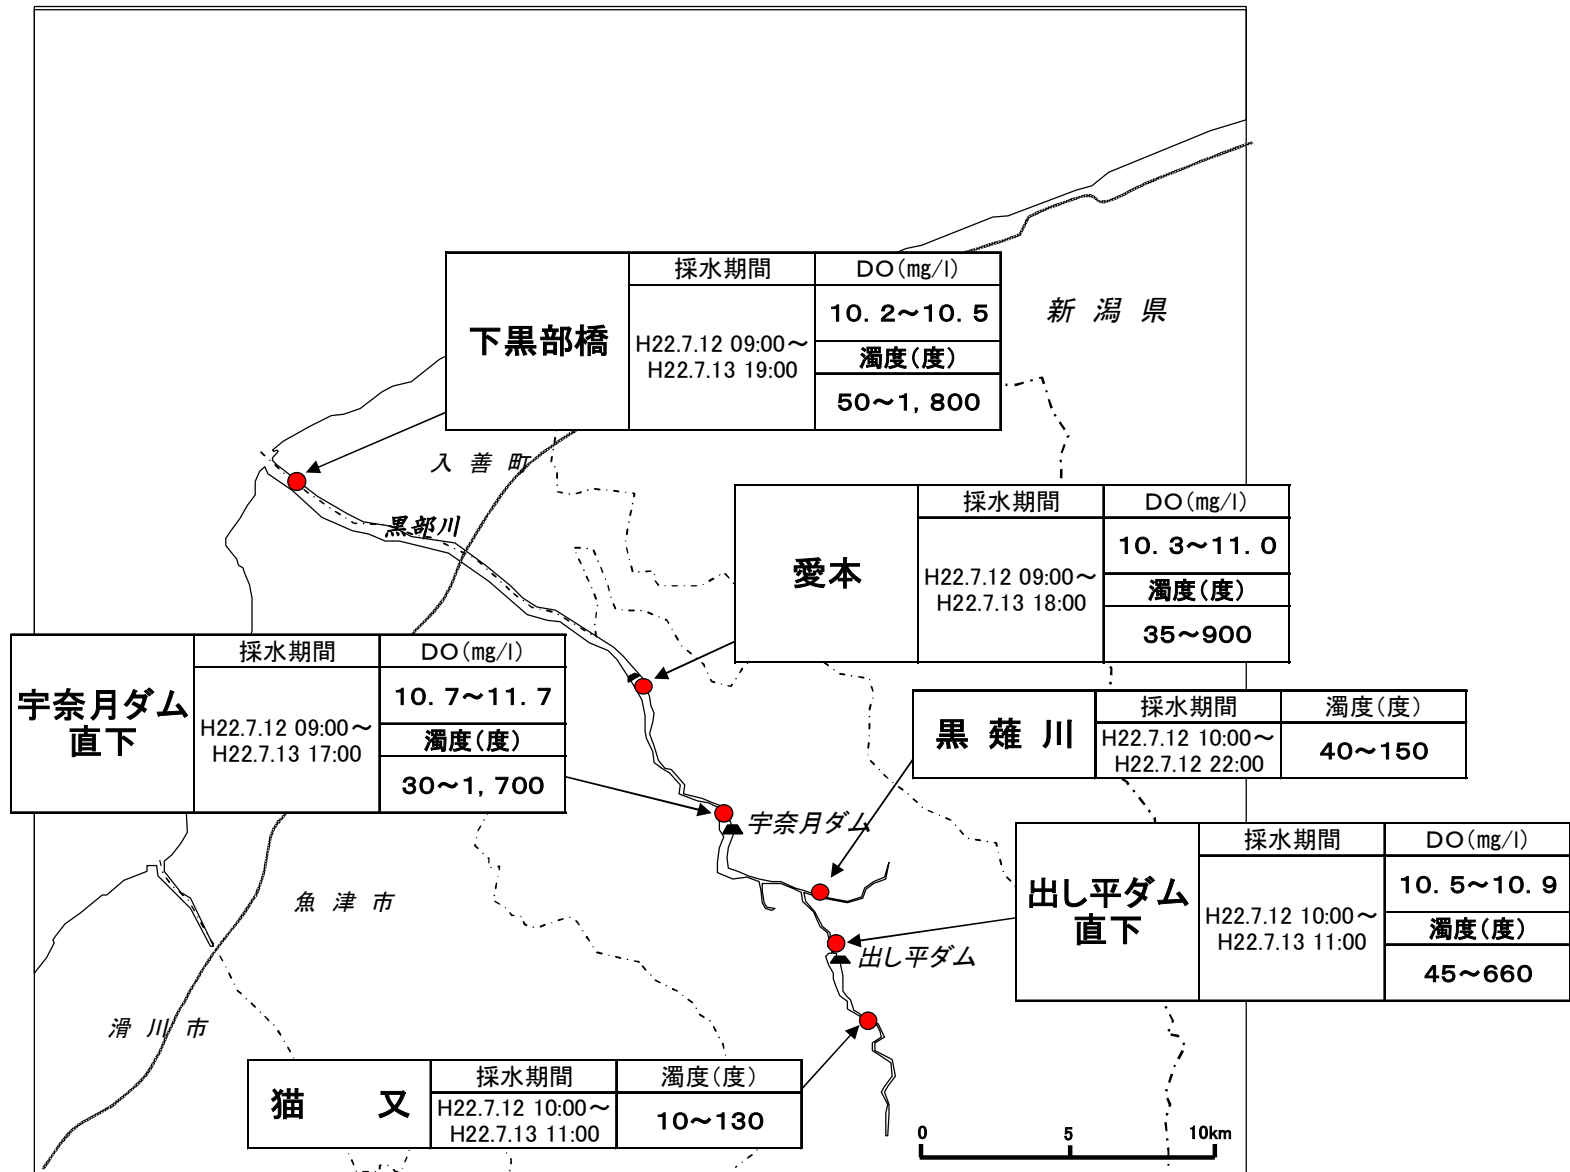 採水期間
DO(mg/l)
下黒部橋
H22.7.12 09:00～
H22.7.13 19:00
10.2～10.5
濁度(度)
50～1,800
新潟県
入善町
黒部川
採水期間
DO(mg/l)
愛本
H22.7.12 09:00～
H22.7.13 18:00
10.3～11.0
濁度(度)
35～900
採水期間
DO(mg/l)
宇奈月ダム
直下
H22.7.12 09:00～
H22.7.13 17:00
10.7～11.7
濁度(度)
30～1,700
黒薙川
採水期間
濁度(度)
H22.7.12 10:00～
H22.7.12 22:00
40～150
宇奈月ダム
採水期間
DO(mg/l)
出し平ダム
直下
H22.7.12 10:00～
H22.7.13 11:00
10.5～10.9
濁度(度)
45～660
魚津市
出し平ダム
滑川市
猫又
採水期間
濁度(度)
H22.7.12 10:00～
H22.7.13 11:00
10～130
0 5 10km